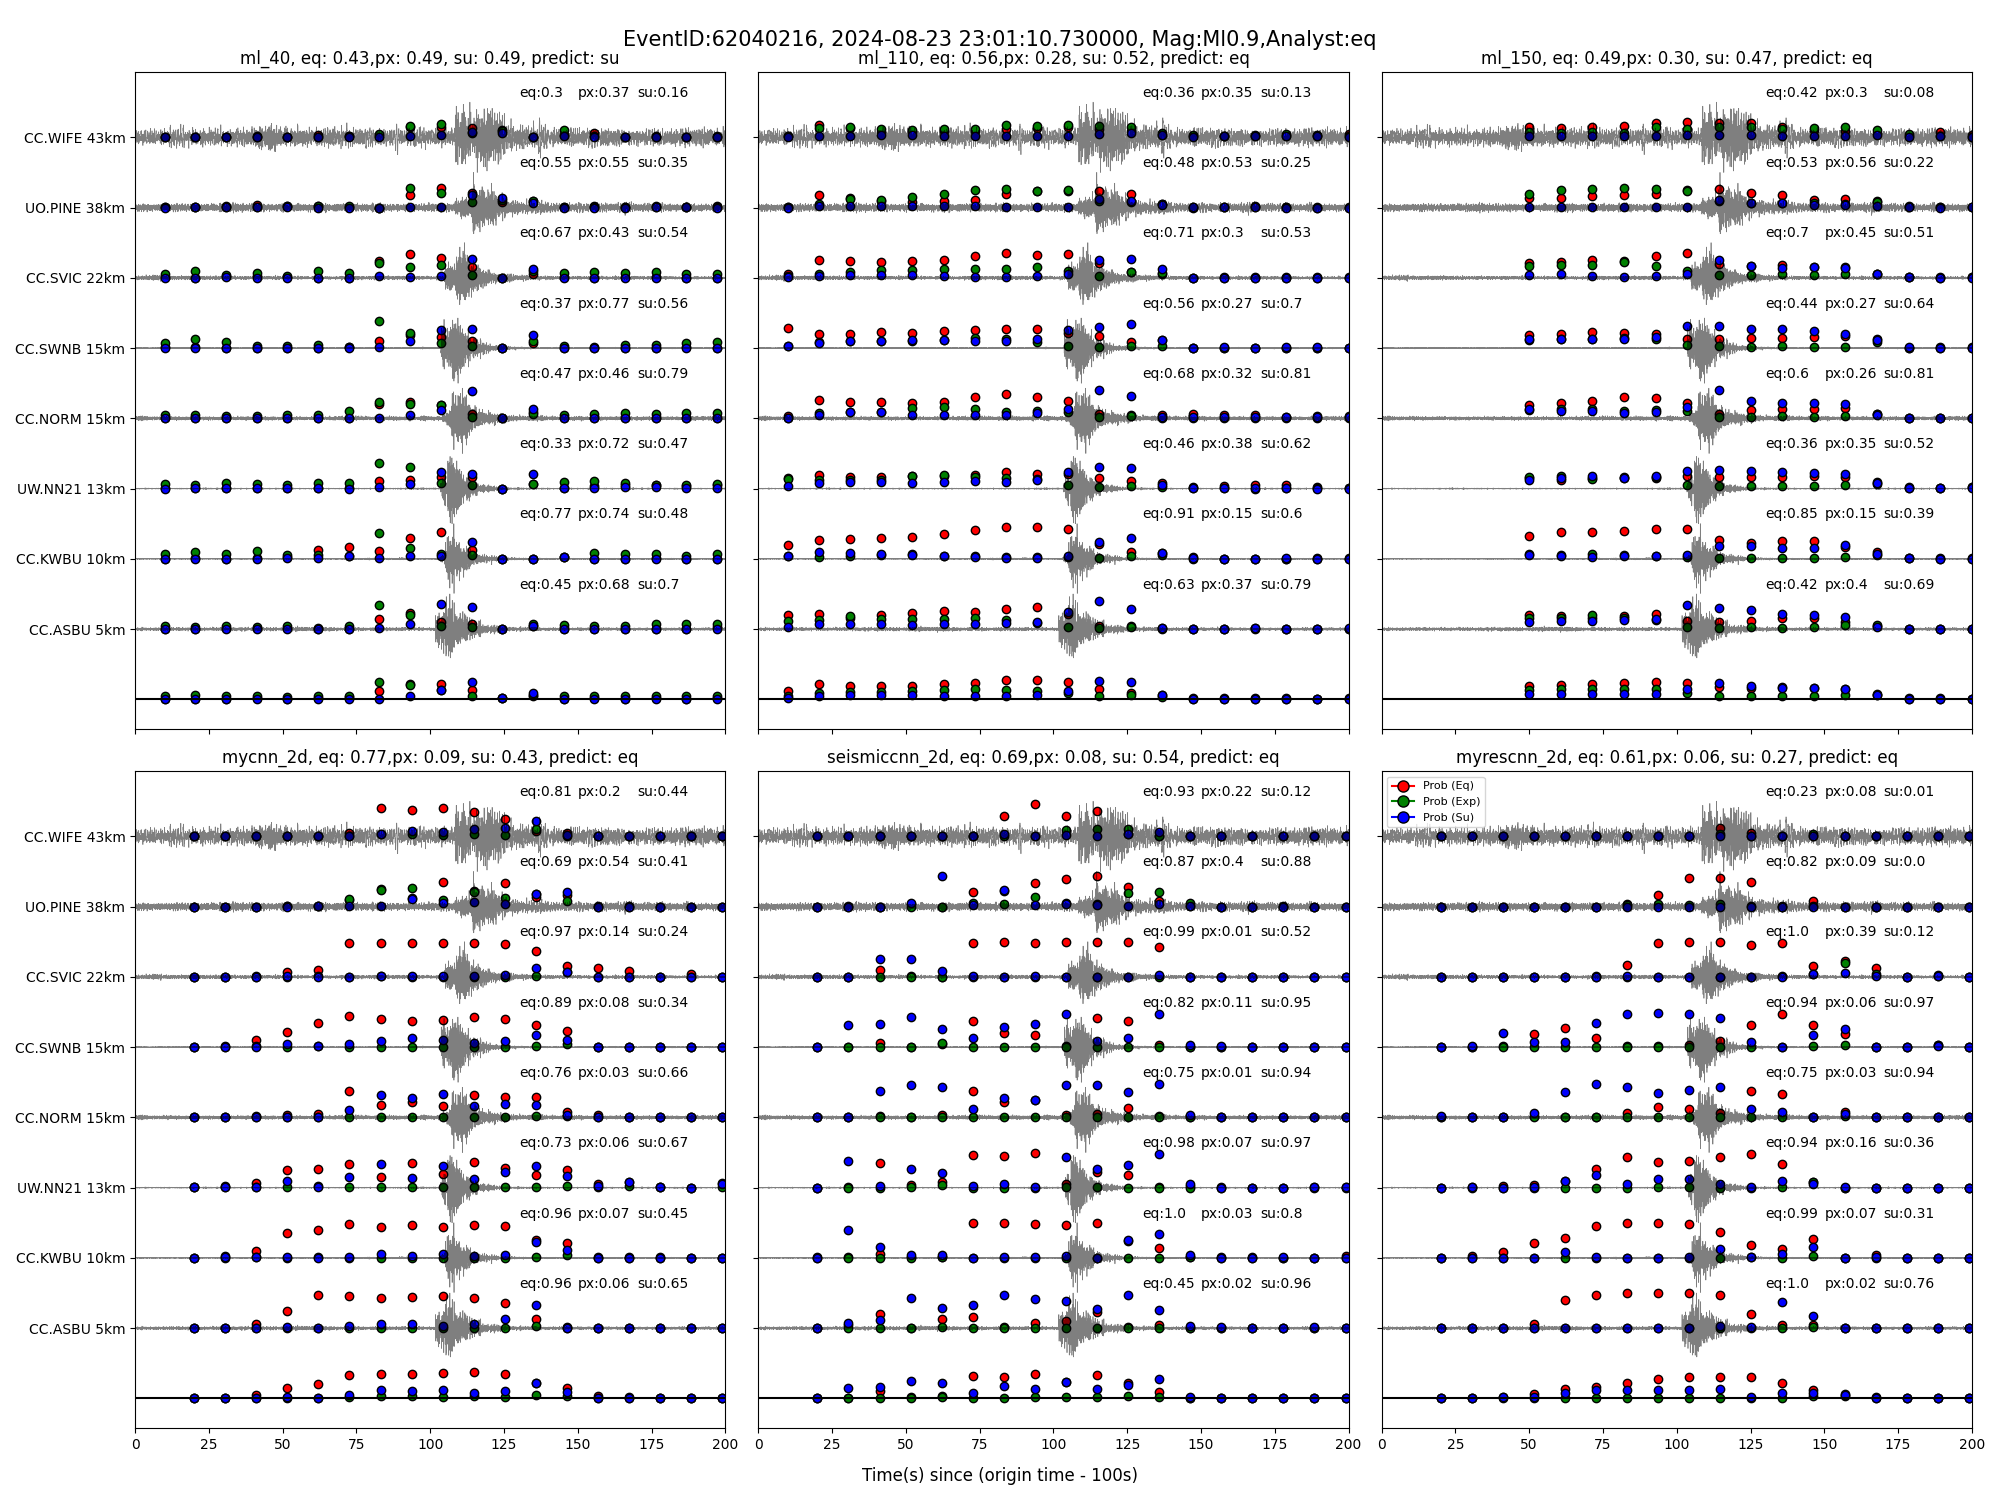 EventID:62040216, 2024-08-23 23:01:10.730000, Mag:Ml0.9,Analyst:eq
ml_40, eq: 0.43,px: 0.49, su: 0.49, predict: su
eq:0.3 px:0.37 su:0.16
CC.WIFE 43km
eq:0.55 px:0.55 su:0.35
UO.PINE 38km
eq:0.67 px:0.43 su:0.54
CC.SVIC 22km
eq:0.37 px:0.77 su:0.56
CC.SWNB 15km
eq:0.47 px:0.46 su:0.79
CC.NORM 15km
eq:0.33 px:0.72 su:0.47
UW.NN21 13km
eq:0.77 px:0.74 su:0.48
CC.KWBU 10km
eq:0.45 px:0.68 su:0.7
CC.ASBU 5km
ml_110, eq: 0.56,px: 0.28, su: 0.52, predict: eq
eq:0.36 px:0.35 su:0.13
eq:0.48 px:0.53 su:0.25
eq:0.71 px:0.3 su:0.53
eq:0.56 px:0.27 su:0.7
eq:0.68 px:0.32 su:0.81
eq:0.46 px:0.38 su:0.62
eq:0.91 px:0.15 su:0.6
eq:0.63 px:0.37 su:0.79
ml_150, eq: 0.49,px: 0.30, su: 0.47, predict: eq
eq:0.42 px:0.3 su:0.08
eq:0.53 px:0.56 su:0.22
eq:0.7 px:0.45 su:0.51
eq:0.44 px:0.27 su:0.64
eq:0.6 px:0.26 su:0.81
eq:0.36 px:0.35 su:0.52
eq:0.85 px:0.15 su:0.39
eq:0.42 px:0.4 su:0.69
mycnn_2d, eq: 0.77,px: 0.09, su: 0.43, predict: eq
eq:0.81 px:0.2 su:0.44
CC.WIFE 43km
eq:0.69 px:0.54 su:0.41
UO.PINE 38km
eq:0.97 px:0.14 su:0.24
CC.SVIC 22km
eq:0.89 px:0.08 su:0.34
CC.SWNB 15km
eq:0.76 px:0.03 su:0.66
CC.NORM 15km
eq:0.73 px:0.06 su:0.67
UW.NN21 13km
eq:0.96 px:0.07 su:0.45
CC.KWBU 10km
eq:0.96 px:0.06 su:0.65
CC.ASBU 5km
0 25 50 75 100 125 150 175 200
seismiccnn_2d, eq: 0.69,px: 0.08, su: 0.54, predict: eq
eq:0.93 px:0.22 su:0.12
eq:0.87 px:0.4 su:0.88
eq:0.99 px:0.01 su:0.52
eq:0.82 px:0.11 su:0.95
eq:0.75 px:0.01 su:0.94
eq:0.98 px:0.07 su:0.97
eq:1.0 px:0.03 su:0.8
eq:0.45 px:0.02 su:0.96
0 25 50 75 100 125 150 175 200
myrescnn_2d, eq: 0.61,px: 0.06, su: 0.27, predict: eq
Prob (Eq)
Prob (Exp)
Prob (Su)
eq:0.23 px:0.08 su:0.01
eq:0.82 px:0.09 su:0.0
eq:1.0 px:0.39 su:0.12
eq:0.94 px:0.06 su:0.97
eq:0.75 px:0.03 su:0.94
eq:0.94 px:0.16 su:0.36
eq:0.99 px:0.07 su:0.31
eq:1.0 px:0.02 su:0.76
0 25 50 75 100 125 150 175 200
Time(s) since (origin time - 100s)